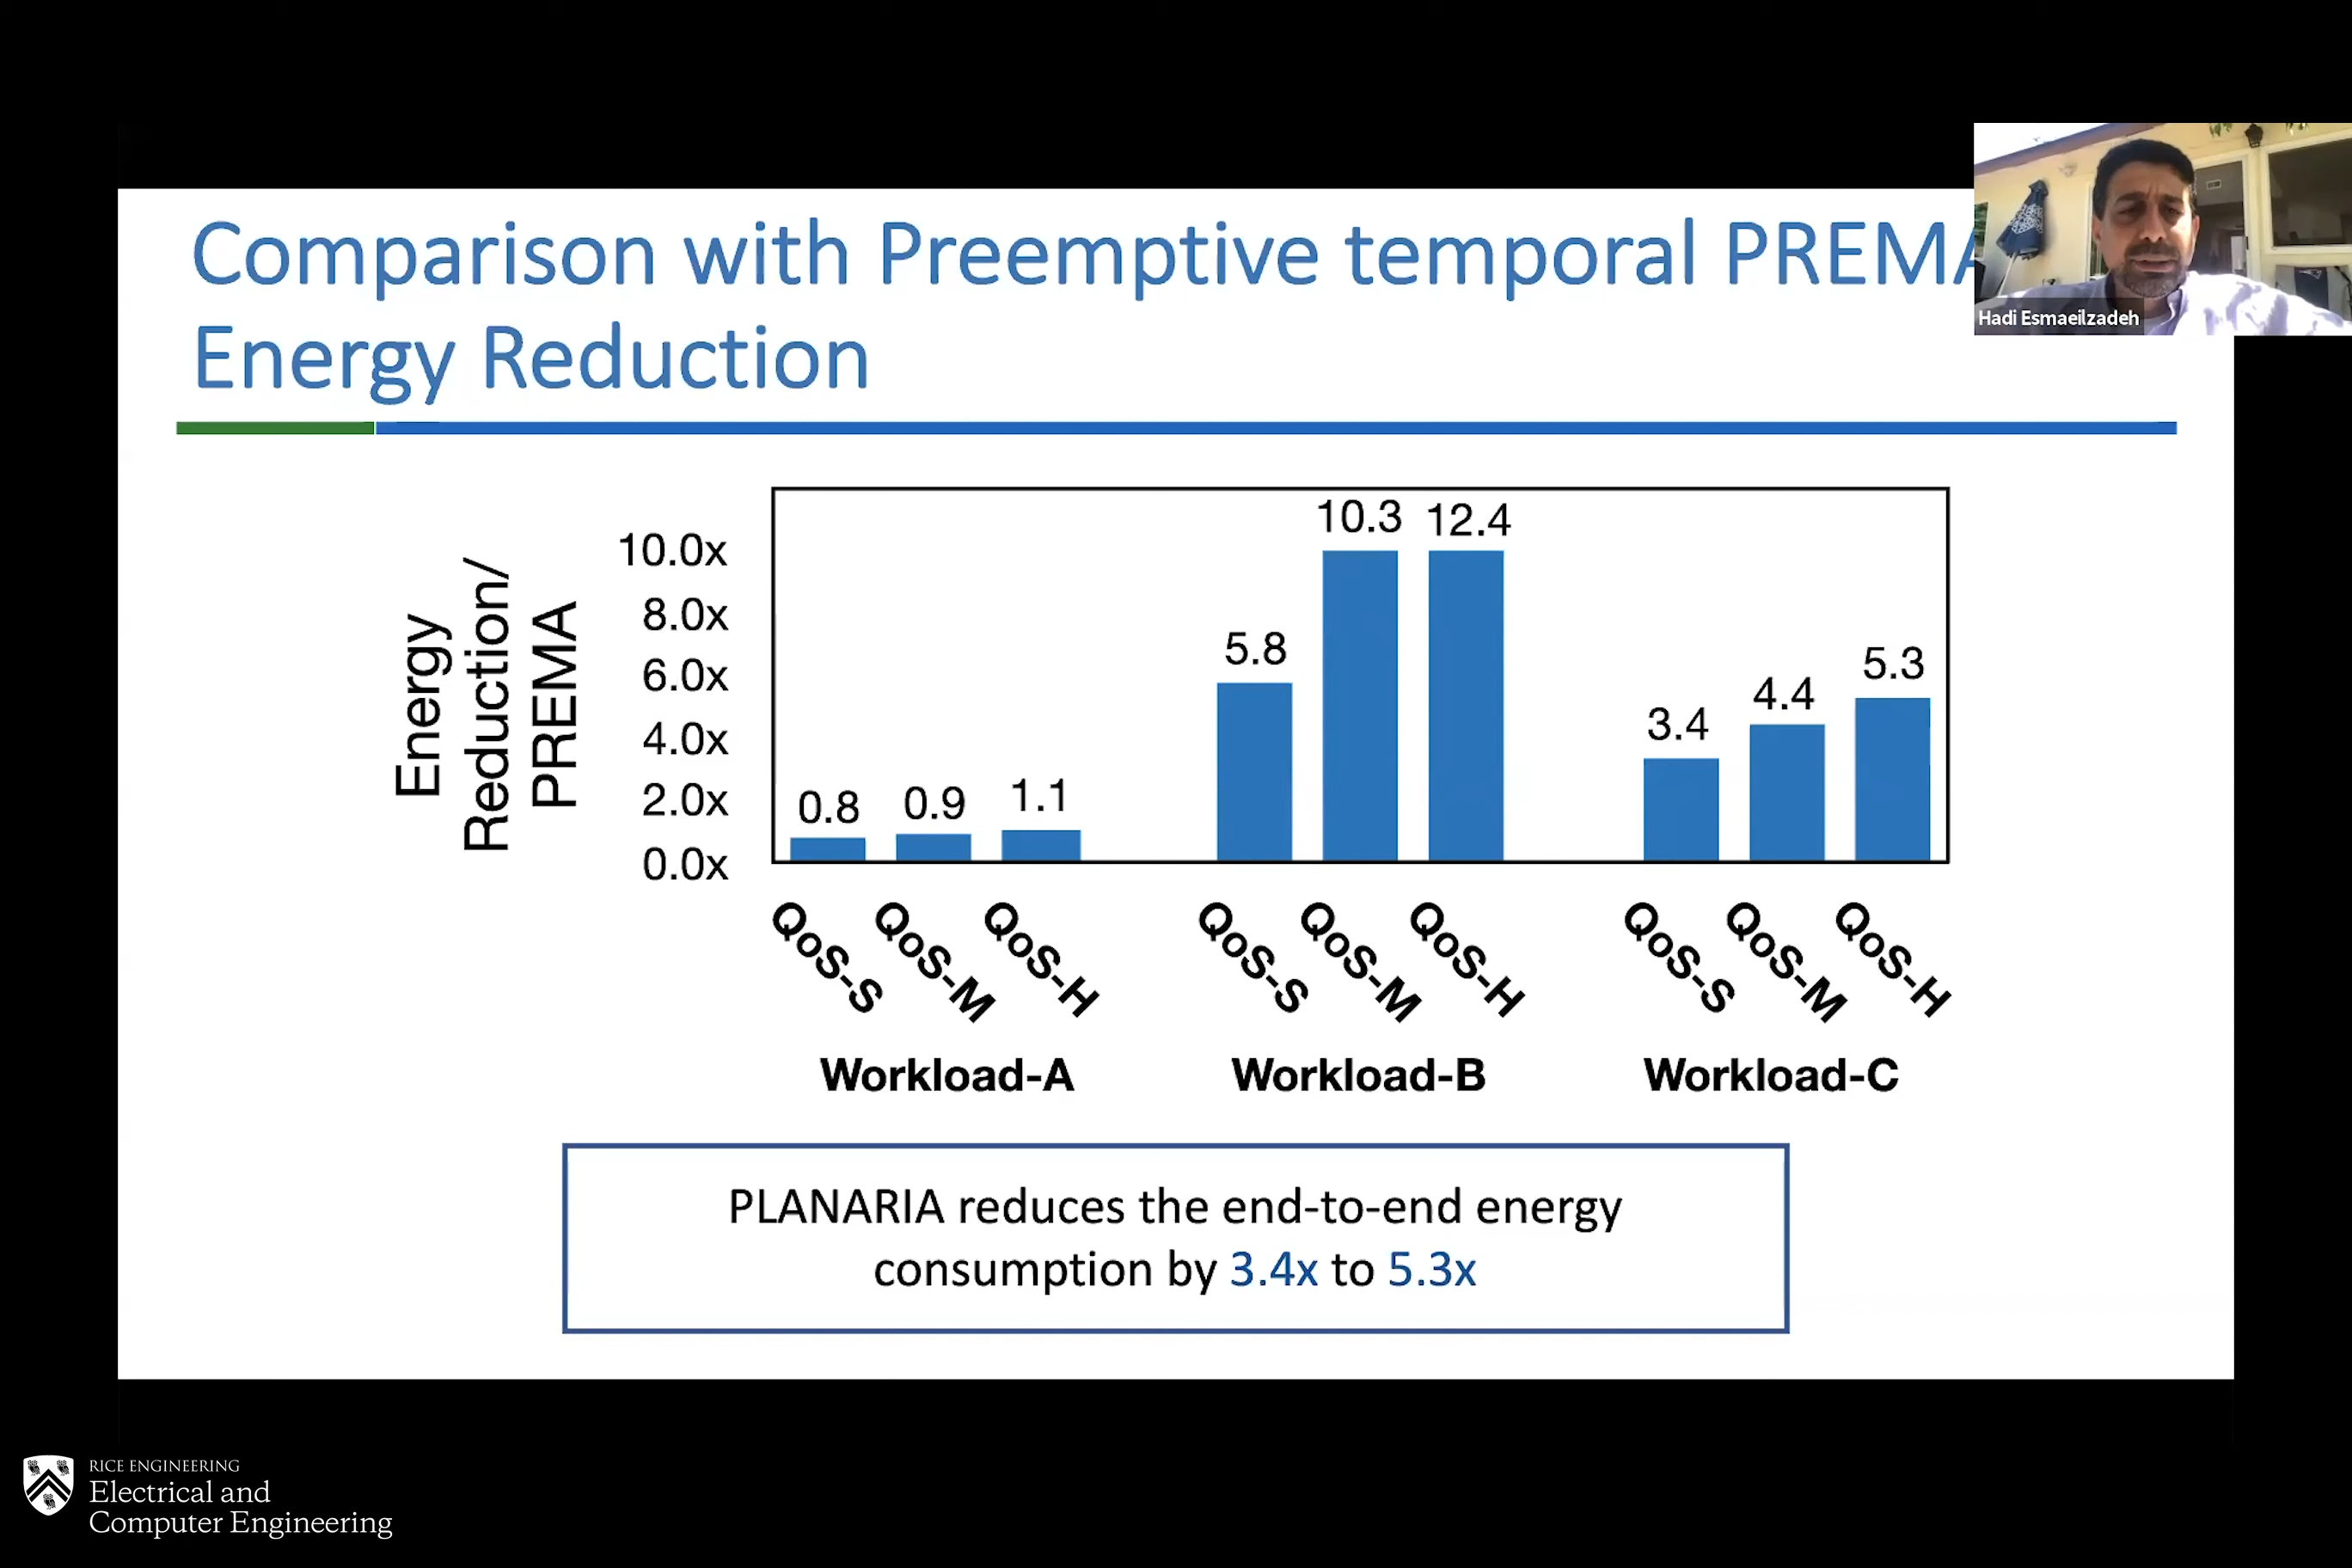 Comparison with Preemptive temporal PREMA
Energy Reduction
Hadi Esmaeilzadeh
Energy
Reduction/
PREMA
10.0x
8.0x
6.0x
4.0x
2.0x
0.0x
0.8
0.9
1.1
5.8
10.3
12.4
3.4
4.4
5.3
QoS-S
QoS-M
QoS-H
QoS-S
QoS-M
QoS-H
QoS-S
QoS-M
QoS-H
Workload-A
Workload-B
Workload-C
PLANARIA reduces the end-to-end energy
consumption by 3.4x to 5.3x
RICE ENGINEERING
Electrical and
Computer Engineering